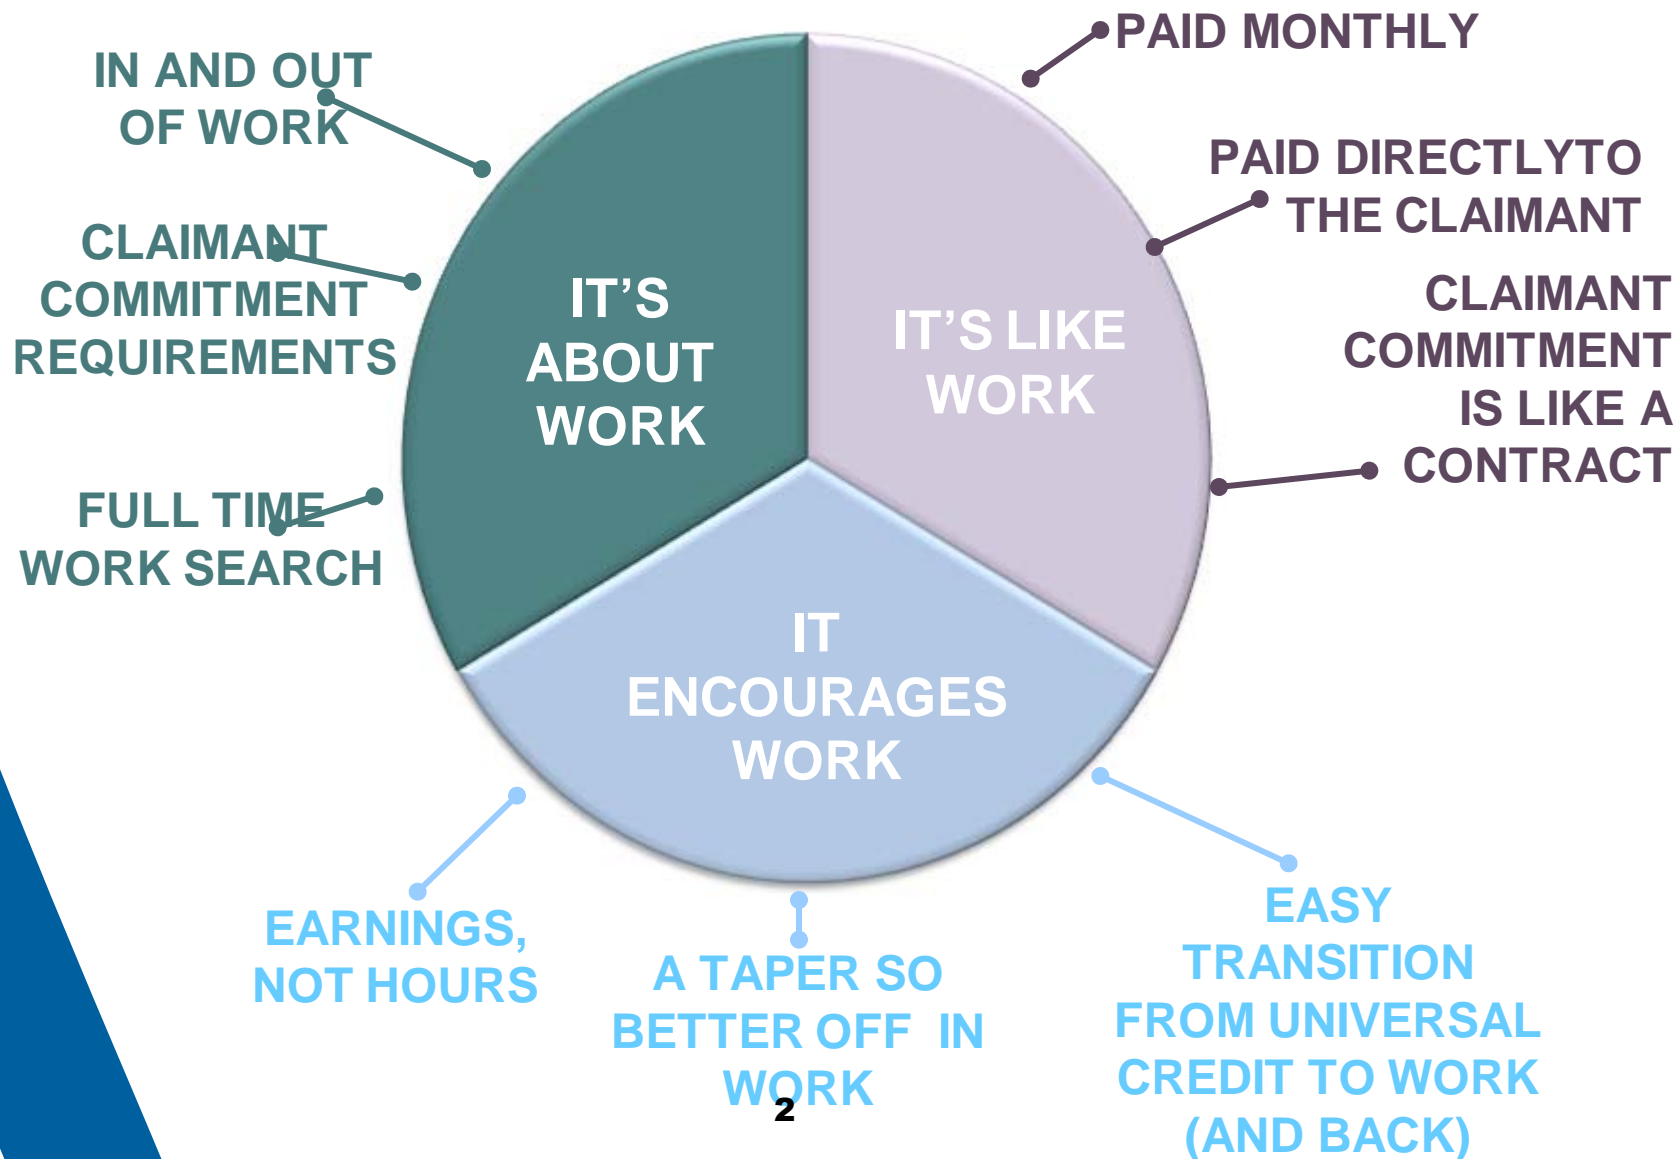 IN AND OUT
OF WORK
CLAIMANT
COMMITMENT
REQUIREMENTS
FULL TIME
WORK SEARCH
IT’S
ABOUT
WORK
IT’S LIKE
WORK
PAID MONTHLY
PAID DIRECTLYTO
THE CLAIMANT
CLAIMANT
COMMITMENT
IS LIKE A
CONTRACT
IT
ENCOURAGES
WORK
EARNINGS,
NOT HOURS
A TAPER SO
BETTER OFF  IN
WORK
EASY
TRANSITION
FROM UNIVERSAL
CREDIT TO WORK
(AND BACK)
2